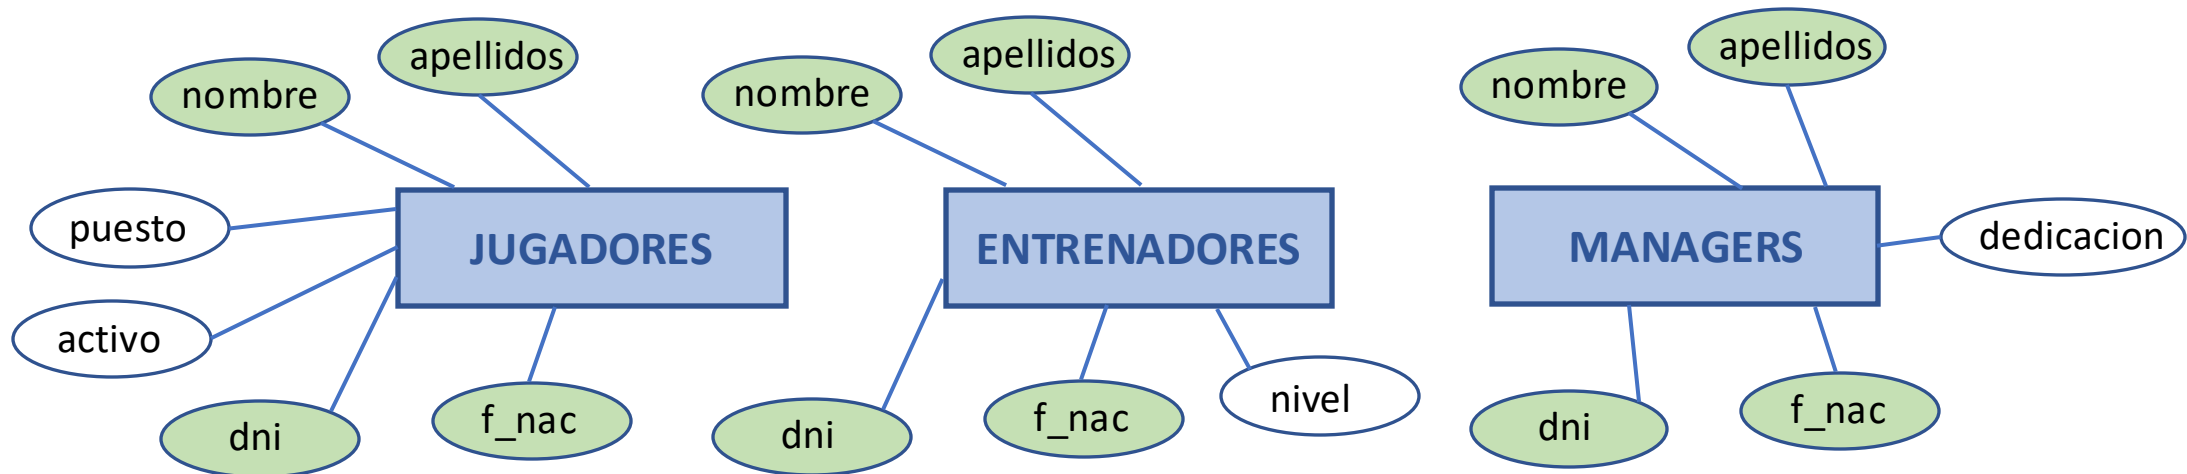 apellidos
nombre
puesto
JUGADORES
activo
dni
f_nac
apellidos
nombre
ENTRENADORES
dni
f_nac
nivel
apellidos
nombre
MANAGERS
dedicacion
dni
f_nac